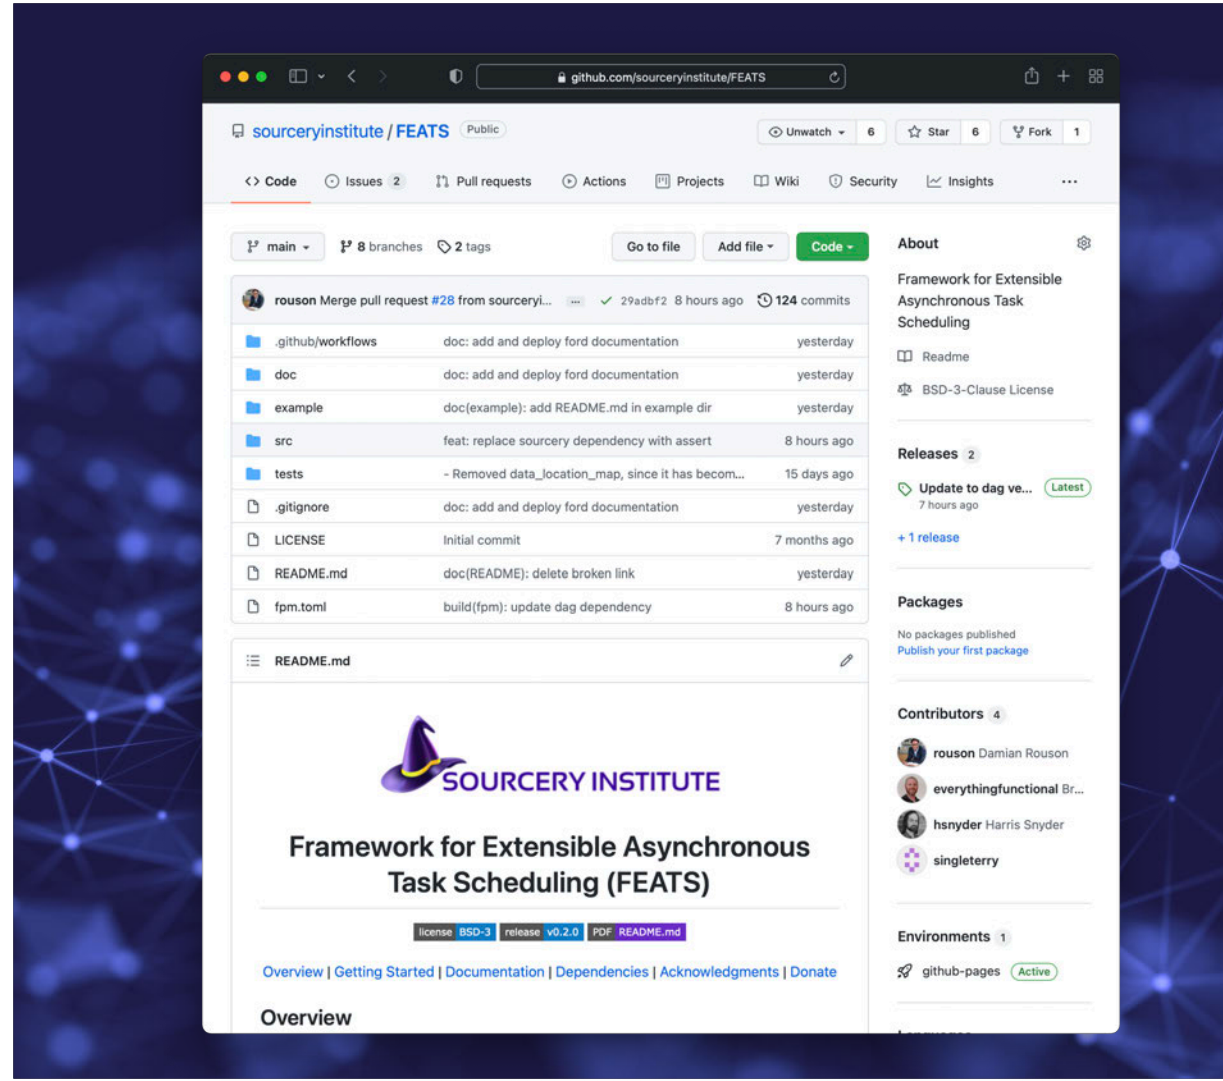 github.com/sourceryinstitute/FEATS
sourceryinstitute / FEATS Public
Unwatch 6 Star 6 Fork 1
Code Issues 2 Pull requests Actions Projects Wiki Security Insights ...
main 8 branches 2 tags Go to file Add file Code
rouson Merge pull request #28 from sourceryi... ... 29adbf2 8 hours ago 124 commits
.github/workflows doc: add and deploy ford documentation yesterday
doc doc: add and deploy ford documentation yesterday
example doc(example): add README.md in example dir yesterday
src feat: replace sourcery dependency with assert 8 hours ago
tests - Removed data_location_map, since it has becom... 15 days ago
.gitignore doc: add and deploy ford documentation yesterday
LICENSE Initial commit 7 months ago
README.md doc(README): delete broken link yesterday
fpm.toml build(fpm): update dag dependency 8 hours ago
README.md
SOURCERY INSTITUTE
Framework for Extensible Asynchronous
Task Scheduling (FEATS)
license BSD-3 release v0.2.0 PDF README.md
Overview | Getting Started | Documentation | Dependencies | Acknowledgments | Donate
Overview
About
Framework for Extensible
Asynchronous Task
Scheduling
Readme
BSD-3-Clause License
Releases 2
Update to dag ve... Latest
7 hours ago
+ 1 release
Packages
No packages published
Publish your first package
Contributors 4
rouson Damian Rouson
everythingfunctional Br...
hsnyder Harris Snyder
singleterry
Environments 1
github-pages Active